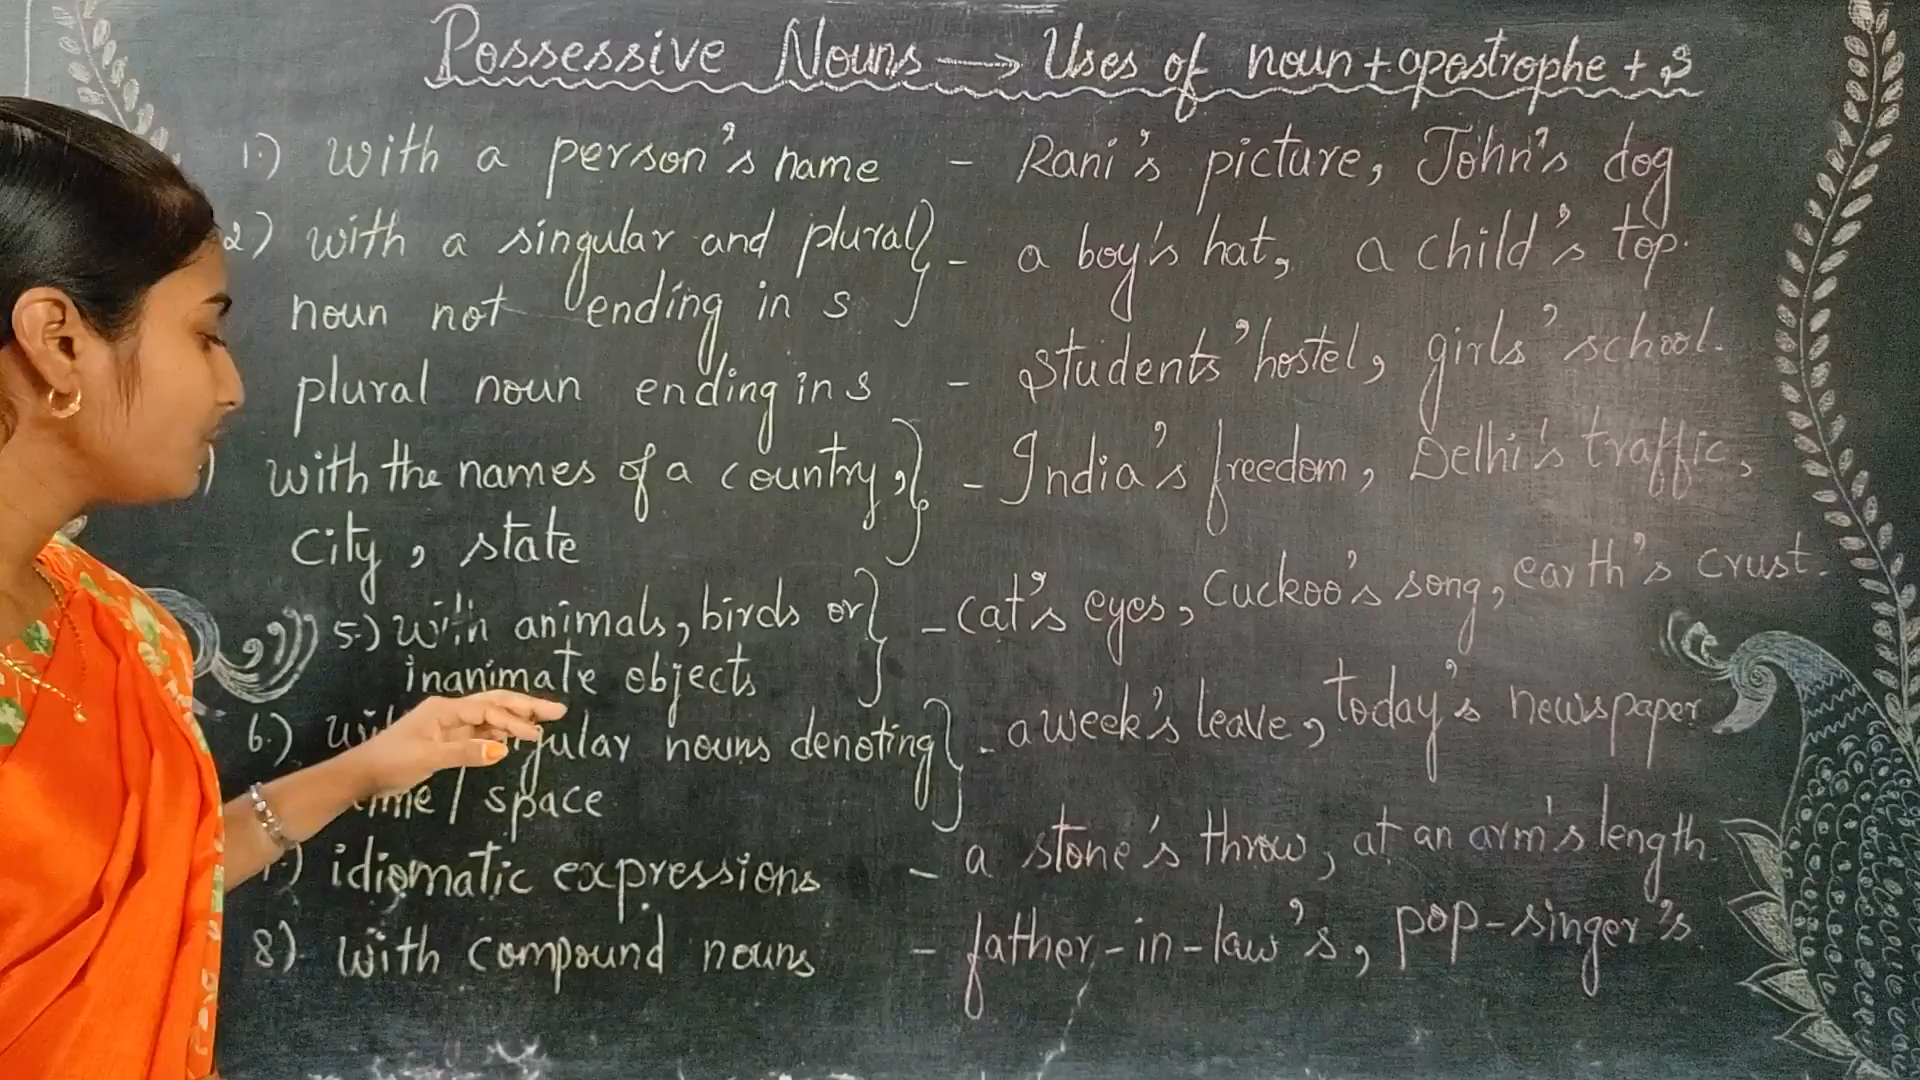 Possessive Nouns → Uses of noun + apostrophe + s
1.) with a person's name - Rani's picture, John's dog
2) with a singular and plural - a boy's hat, a child's top.
noun not ending in s
plural noun ending in s - students' hostel, girls' school.
) with the names of a country, - India's freedom, Delhi's traffic,
city, state
5.) with animals, birds or - cat's eyes, cuckoo's song, earth's crust.
inanimate objects
6.) nouns denoting - a week's leave, today's newspaper
/ space
) idiomatic expressions - a stone's throw, at an arm's length
8) with compound nouns - father-in-law's, pop-singer's